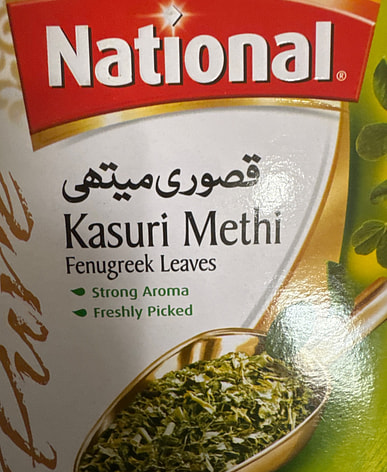 National®
قصوری میتھی
Kasuri Methi
Fenugreek Leaves
Strong Aroma
Freshly Picked